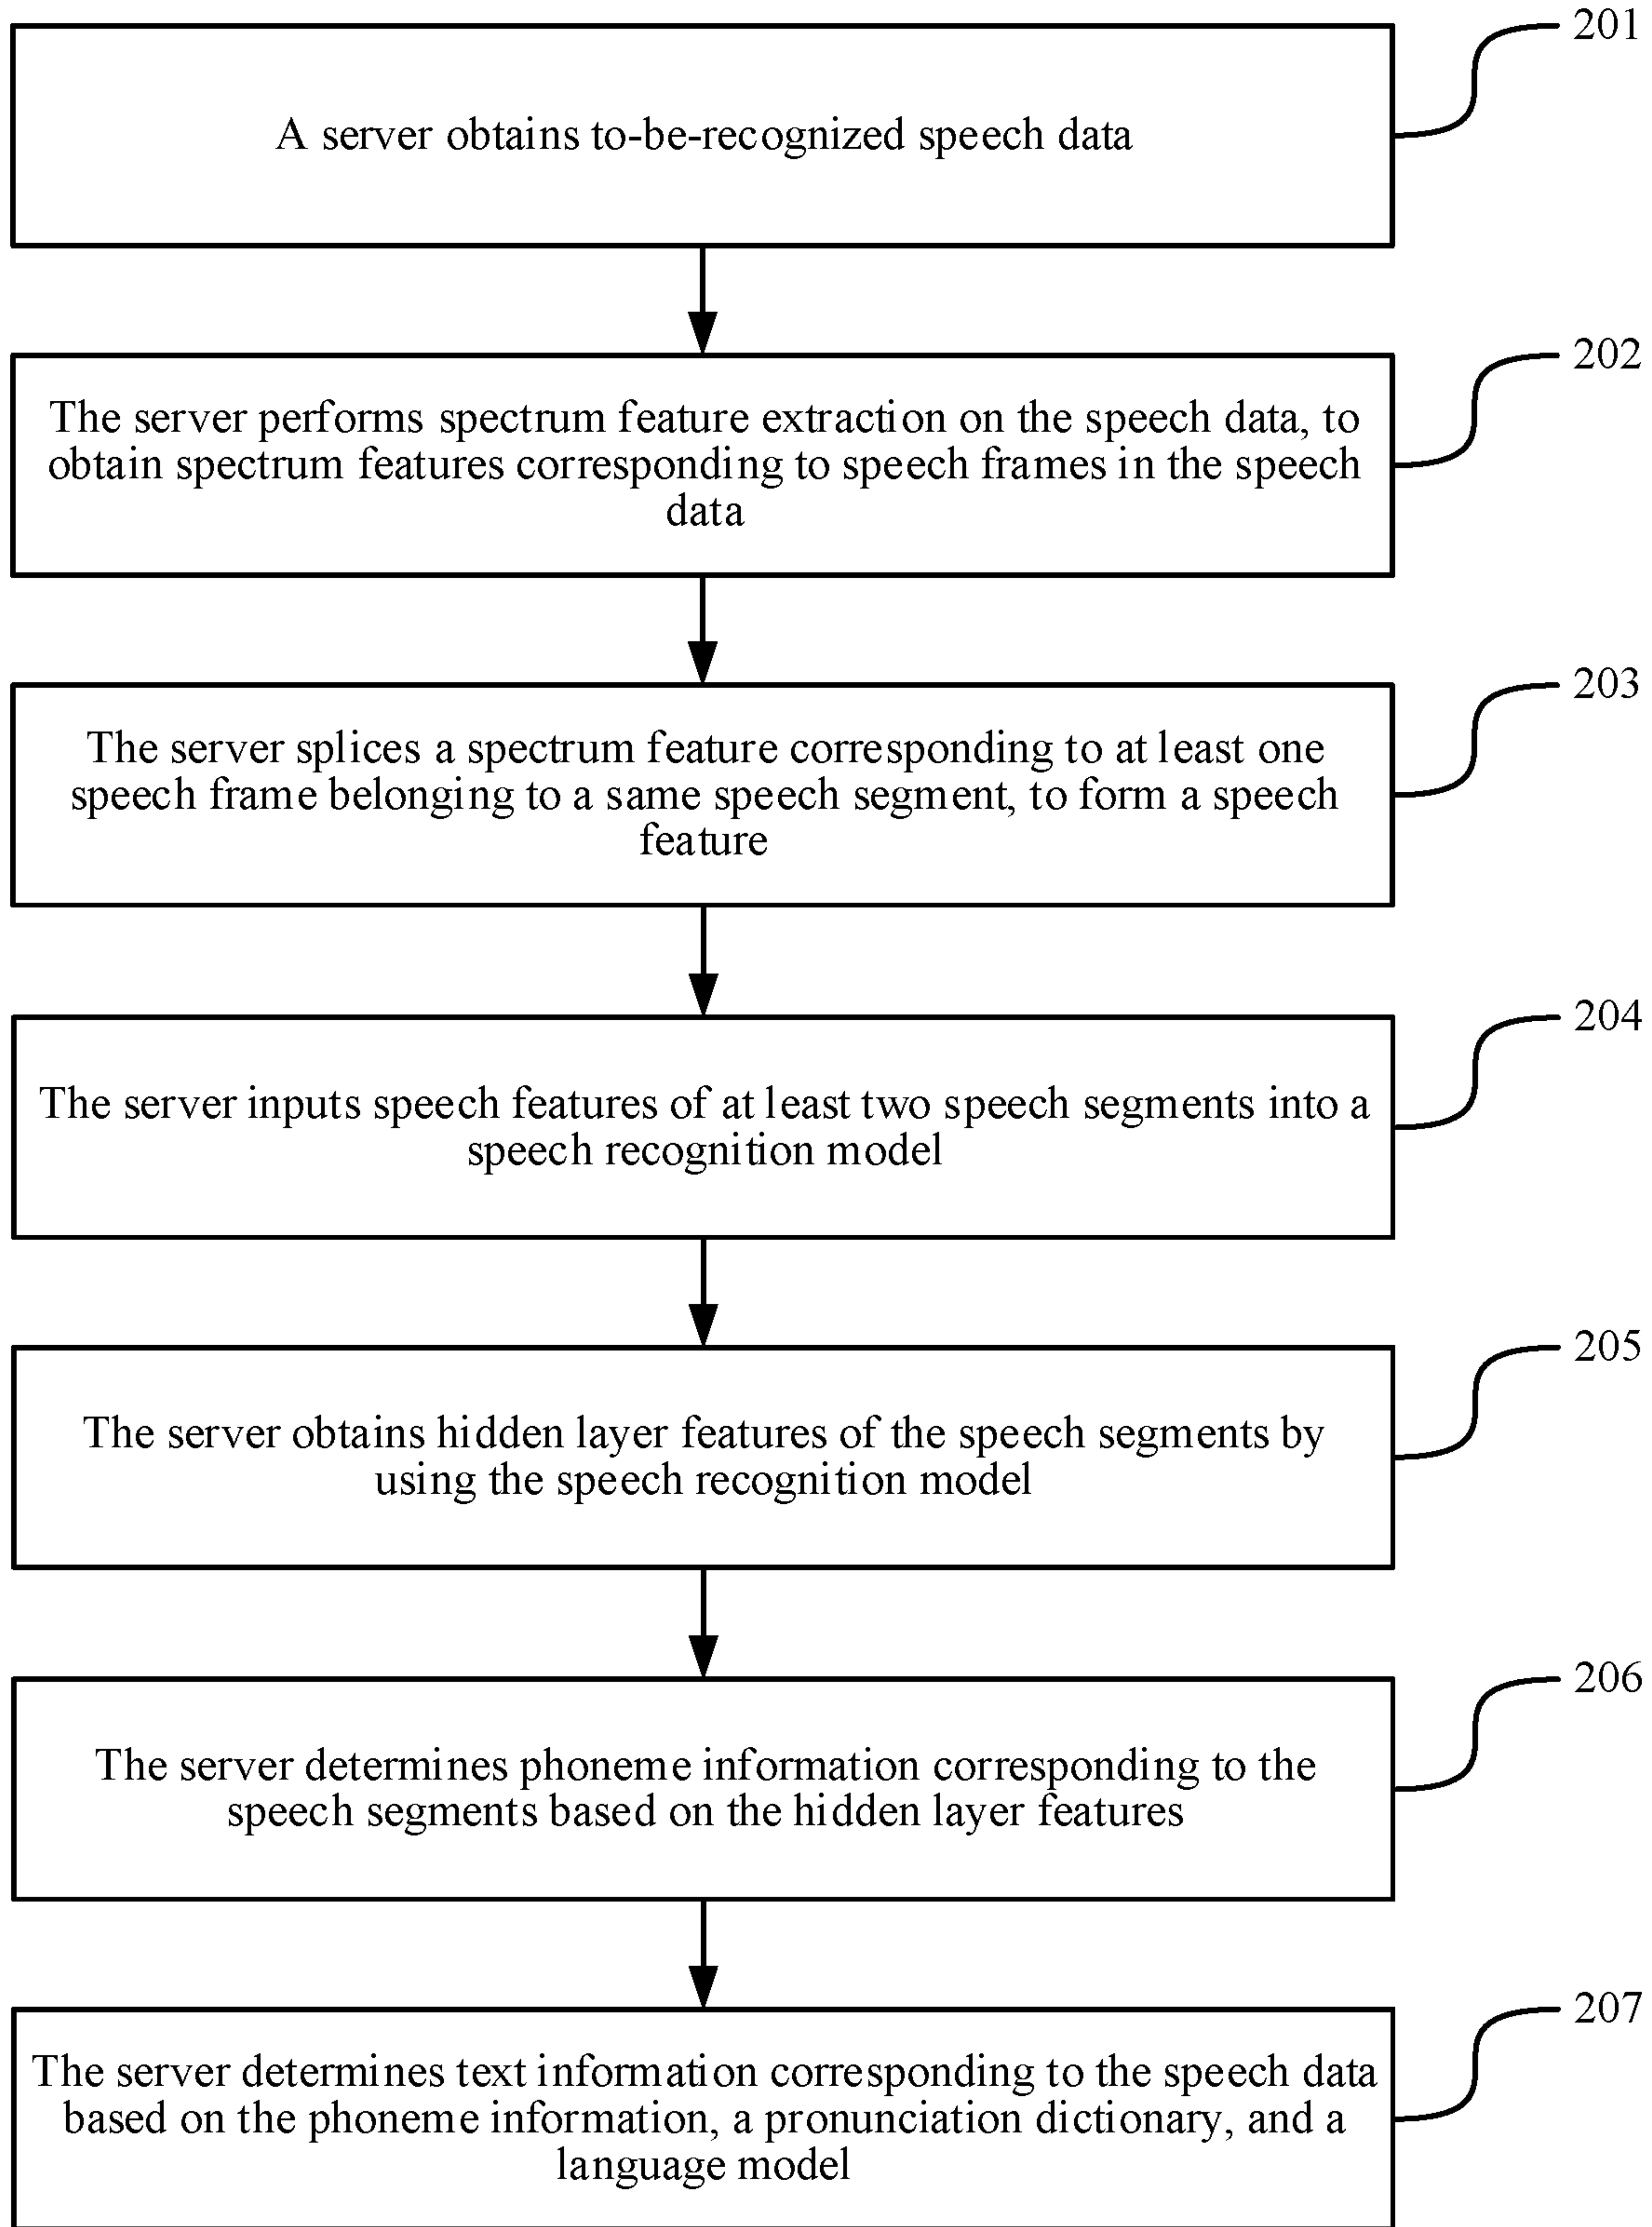 201
A server obtains to-be-recognized speech data
202
The server performs spectrum feature extraction on the speech data, to
obtain spectrum features corresponding to speech frames in the speech
data
203
The server splices a spectrum feature corresponding to at least one
speech frame belonging to a same speech segment, to form a speech
feature
204
The server inputs speech features of at least two speech segments into a
speech recognition model
205
The server obtains hidden layer features of the speech segments by
using the speech recognition model
206
The server determines phoneme information corresponding to the
speech segments based on the hidden layer features
207
The server determines text information corresponding to the speech data
based on the phoneme information, a pronunciation dictionary, and a
language model